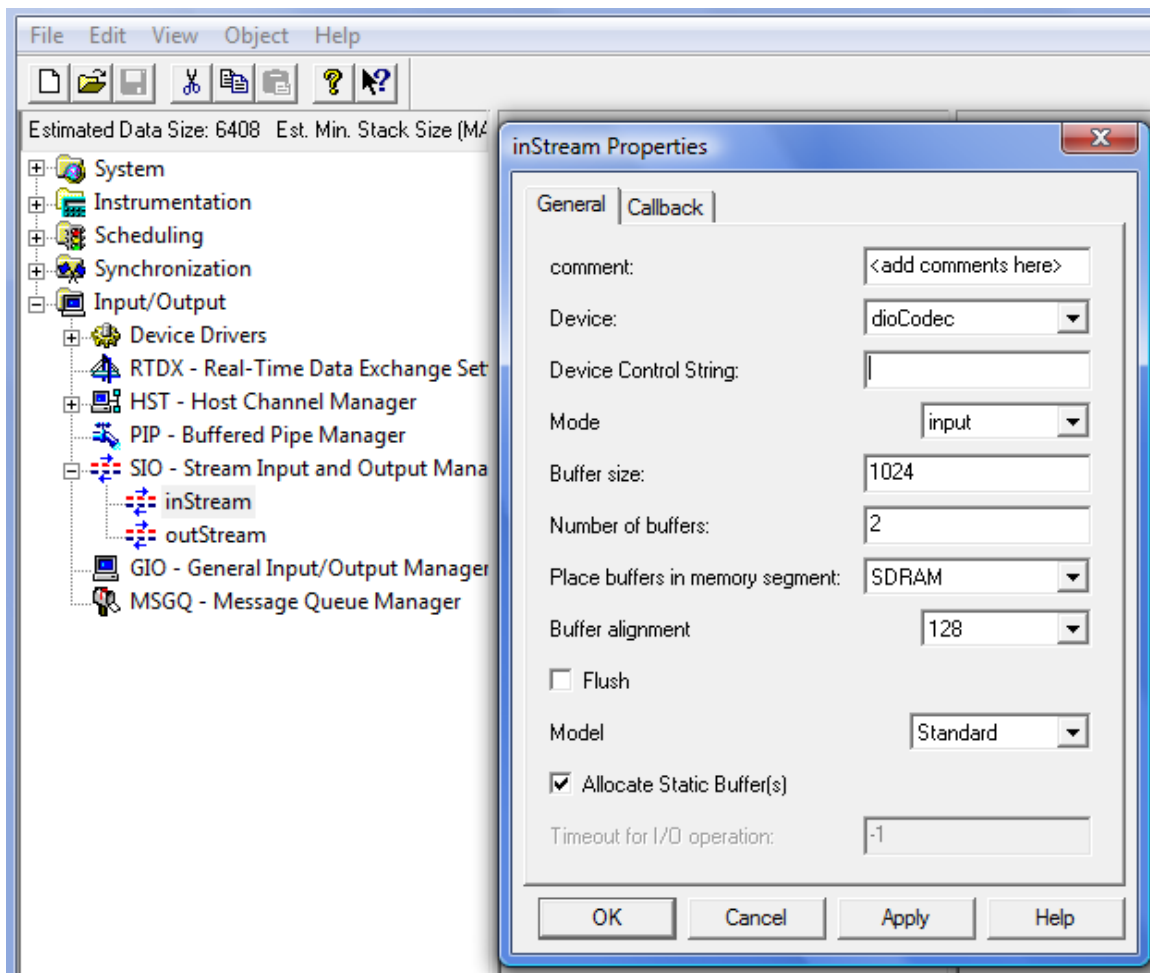 File Edit View Object Help
Estimated Data Size: 6408 Est. Min. Stack Size (MA
System
Instrumentation
Scheduling
Synchronization
Input/Output
Device Drivers
RTDX - Real-Time Data Exchange Set
HST - Host Channel Manager
PIP - Buffered Pipe Manager
SIO - Stream Input and Output Mana
inStream
outStream
GIO - General Input/Output Manager
MSGQ - Message Queue Manager
inStream Properties
General Callback
comment: <add comments here>
Device: dioCodec
Device Control String:
Mode input
Buffer size: 1024
Number of buffers: 2
Place buffers in memory segment: SDRAM
Buffer alignment 128
Flush
Model Standard
Allocate Static Buffer(s)
Timeout for I/O operation: -1
OK Cancel Apply Help